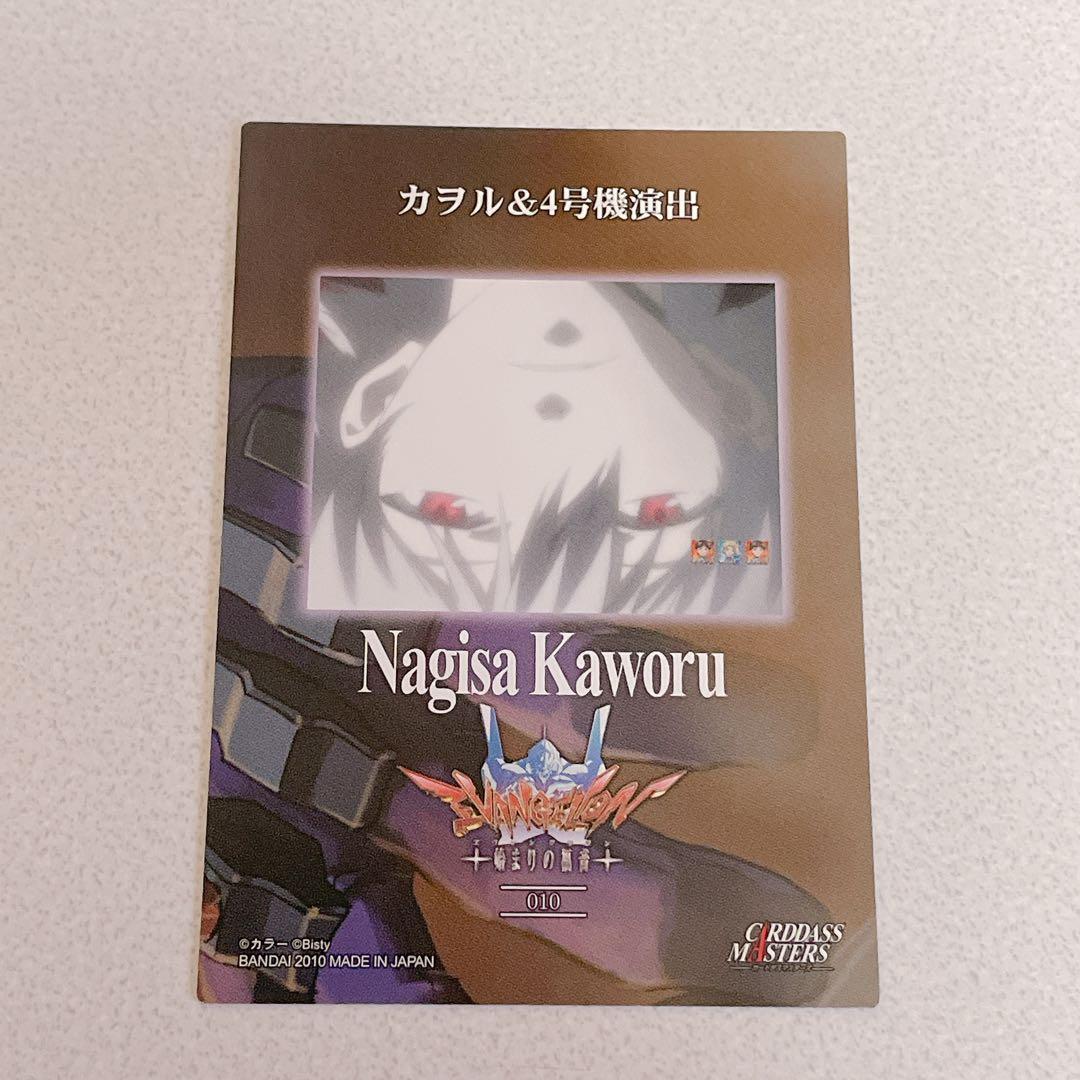 カヲル&4号機演出
Nagisa Kaworu
EVANGELION
始まりの福音
010
©カラー ©Bisty
BANDAI 2010 MADE IN JAPAN
CARDDASS
MASTERS